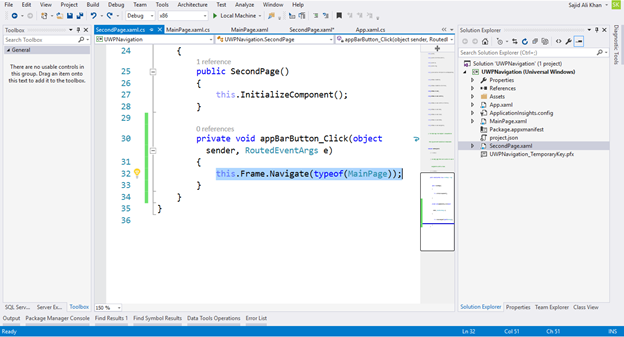 File Edit View Project Build Debug Team Tools Architecture Test Analyze Window Help Sajid Ali Khan SK
Debug x86 Local Machine
Toolbox SecondPage.xaml.cs MainPage.xaml.cs MainPage.xaml SecondPage.xaml* App.xaml.cs Solution Explorer
Search Toolbox UWPNavigation UWPNavigation.SecondPage appBarButton_Click(object sender, RoutedEventArgs e)
General
There are no usable controls in
this group. Drag an item onto
this text to add it to the toolbox.
24 {
1 reference
25 public SecondPage()
26 {
27 this.InitializeComponent();
28 }
29
0 references
30 private void appBarButton_Click(object
sender, RoutedEventArgs e)
31 {
32 this.Frame.Navigate(typeof(MainPage));
33 }
34 }
35 }
36
150 %
Search Solution Explorer (Ctrl+;)
Solution 'UWPNavigation' (1 project)
UWPNavigation (Universal Windows)
Properties
References
Assets
App.xaml
ApplicationInsights.config
MainPage.xaml
Package.appxmanifest
project.json
SecondPage.xaml
UWPNavigation_TemporaryKey.pfx
Diagnostic Tools
SQL Serv... Server Ex... Toolbox
Solution Explorer Properties Team Explorer Class View
Output Package Manager Console Find Results 1 Find Symbol Results Data Tools Operations Error List
Ready Ln 32 Col 51 Ch 51 INS